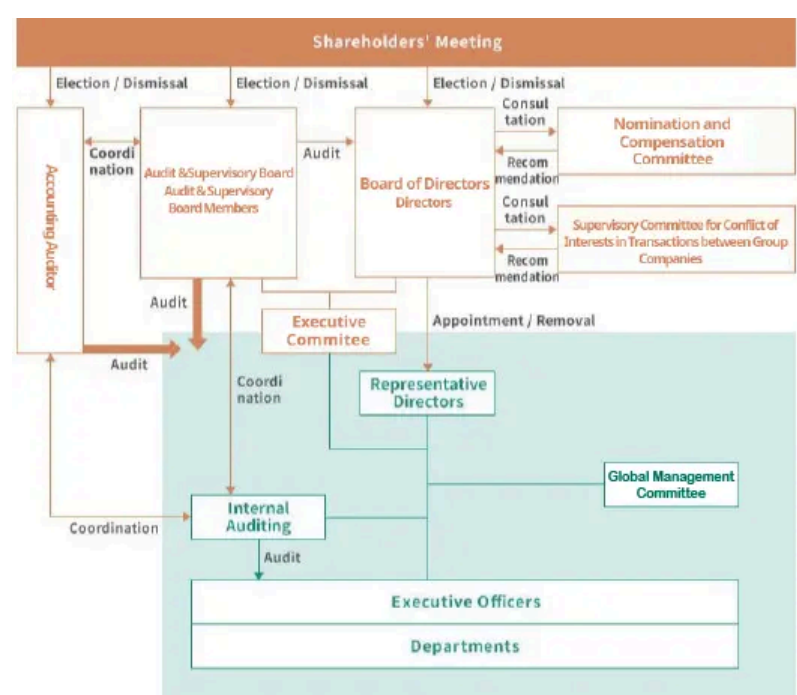 Shareholders' Meeting
Election / Dismissal
Election / Dismissal
Election / Dismissal
Accounting Auditor
Coordi
nation
Audit &Supervisory Board
Audit & Supervisory
Board Members
Audit
Board of Directors
Directors
Consul
tation
Recom
mendation
Nomination and
Compensation
Committee
Consul
tation
Recom
mendation
Supervisory Committee for Conflict of
Interests in Transactions between Group
Companies
Audit
Audit
Executive
Commitee
Appointment / Removal
Coordi
nation
Representative
Directors
Global Management
Committee
Internal
Auditing
Coordination
Audit
Executive Officers
Departments